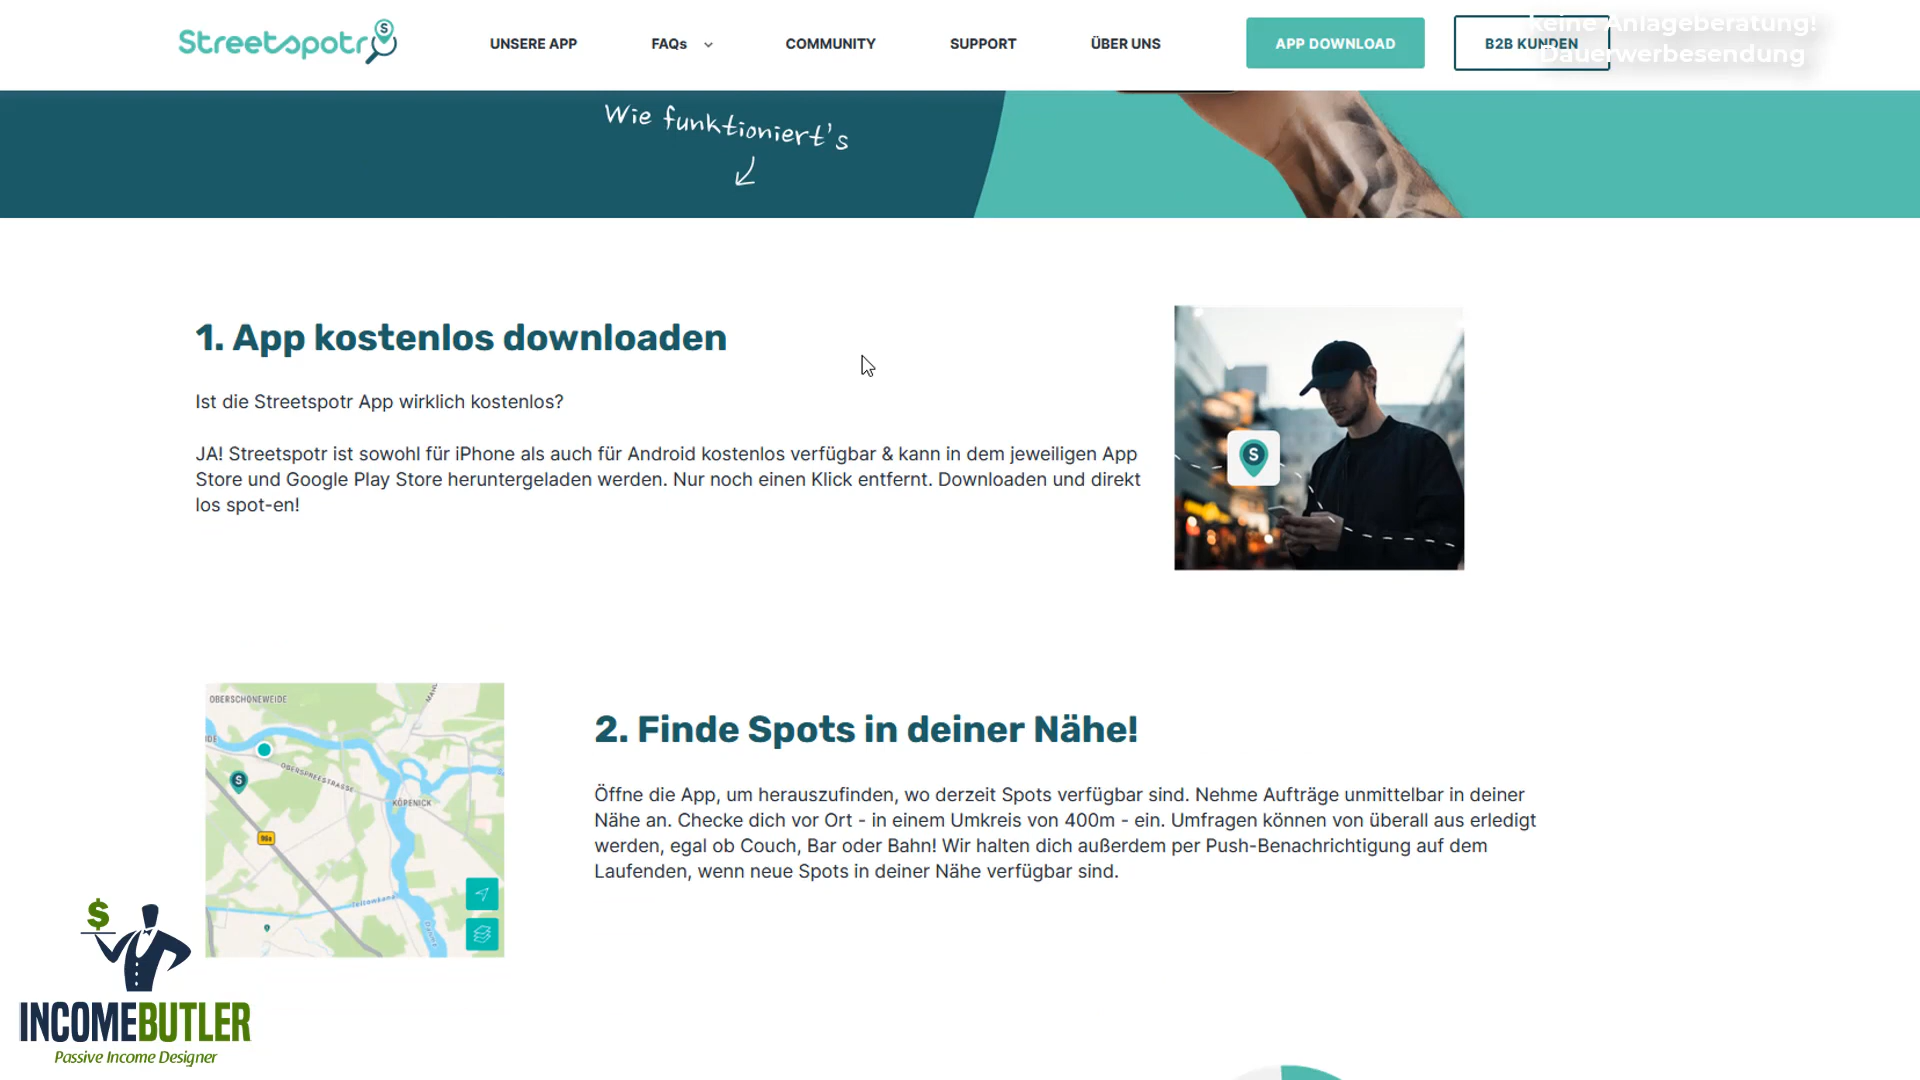 Streetspotr
UNSERE APP
FAQs
COMMUNITY
SUPPORT
ÜBER UNS
APP DOWNLOAD
B2B KUNDEN
keine Anlageberatung!
Dauerwerbesendung
Wie funktioniert's
1. App kostenlos downloaden
Ist die Streetspotr App wirklich kostenlos?
JA! Streetspotr ist sowohl für iPhone als auch für Android kostenlos verfügbar & kann in dem jeweiligen App
Store und Google Play Store heruntergeladen werden. Nur noch einen Klick entfernt. Downloaden und direkt
los spot-en!
S
OBERSCHÖNEWEIDE
OBERSPREESTRASSE
KÖPENICK
S
96a
Teltowkanal
2. Finde Spots in deiner Nähe!
Öffne die App, um herauszufinden, wo derzeit Spots verfügbar sind. Nehme Aufträge unmittelbar in deiner
Nähe an. Checke dich vor Ort - in einem Umkreis von 400m - ein. Umfragen können von überall aus erledigt
werden, egal ob Couch, Bar oder Bahn! Wir halten dich außerdem per Push-Benachrichtigung auf dem
Laufenden, wenn neue Spots in deiner Nähe verfügbar sind.
$
INCOMEBUTLER
Passive Income Designer